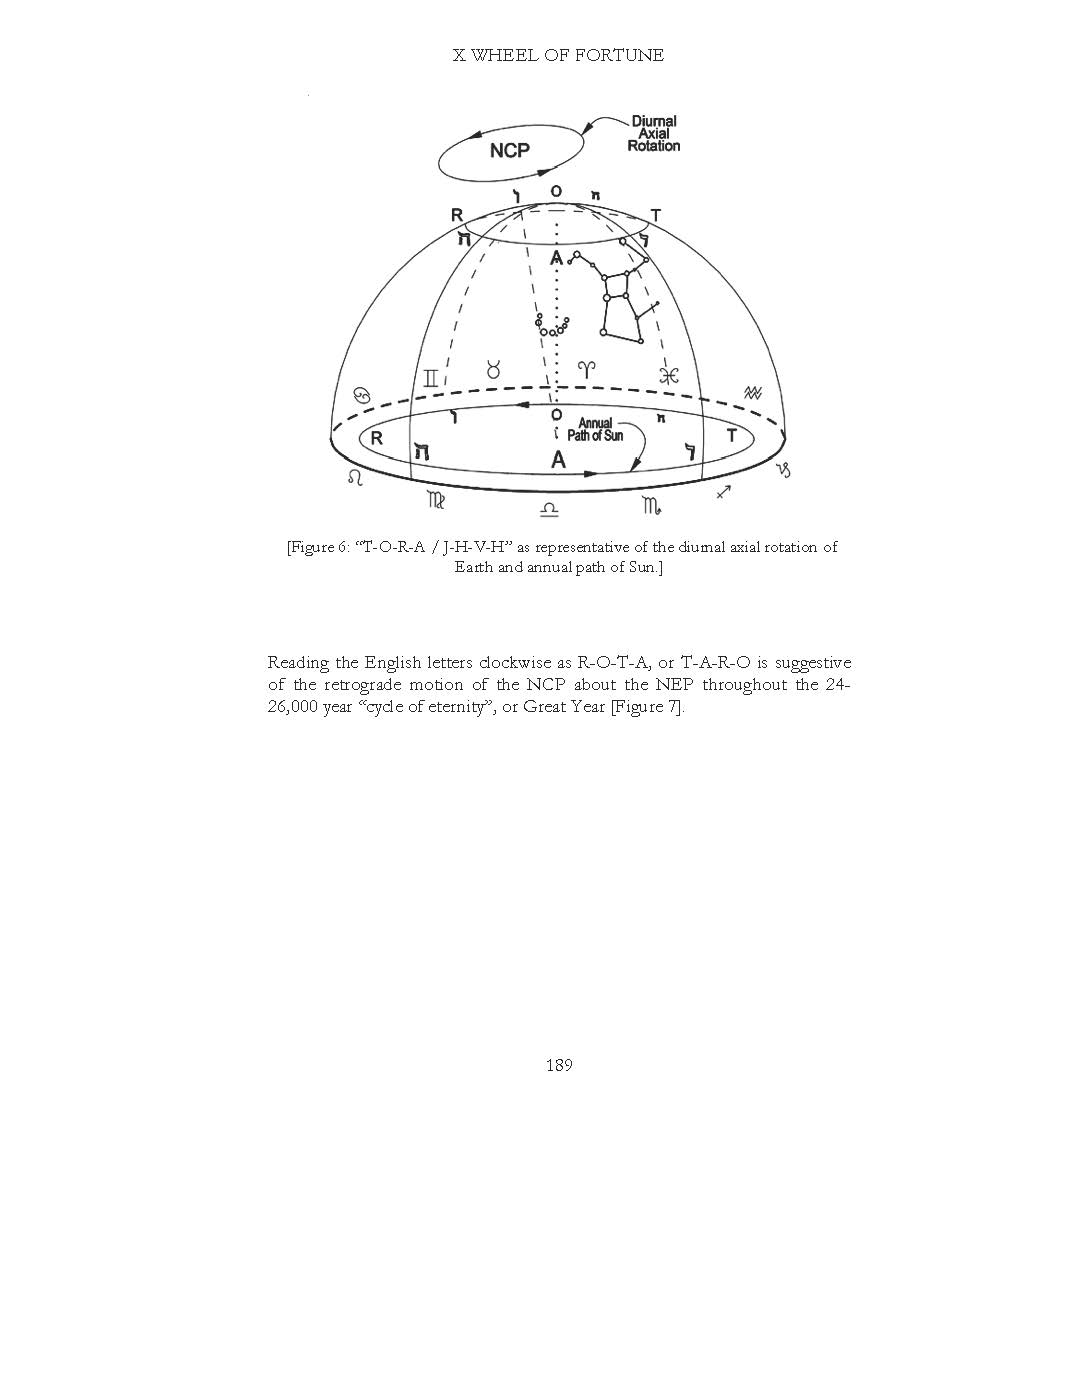 X WHEEL OF FORTUNE
Diurnal
Axial
Rotation
NCP
ו O ח
R T
ה ד
A
♊ ♉ ♈ ♓
♋ ♒
ו O ח
Annual
Path of Sun
R T
ה A ד
♌ ♍ ♎ ♏ ♐ ♑
[Figure 6: “T-O-R-A / J-H-V-H” as representative of the diurnal axial rotation of
Earth and annual path of Sun.]
Reading the English letters clockwise as R-O-T-A, or T-A-R-O is suggestive
of the retrograde motion of the NCP about the NEP throughout the 24-
26,000 year “cycle of eternity”, or Great Year [Figure 7].
189